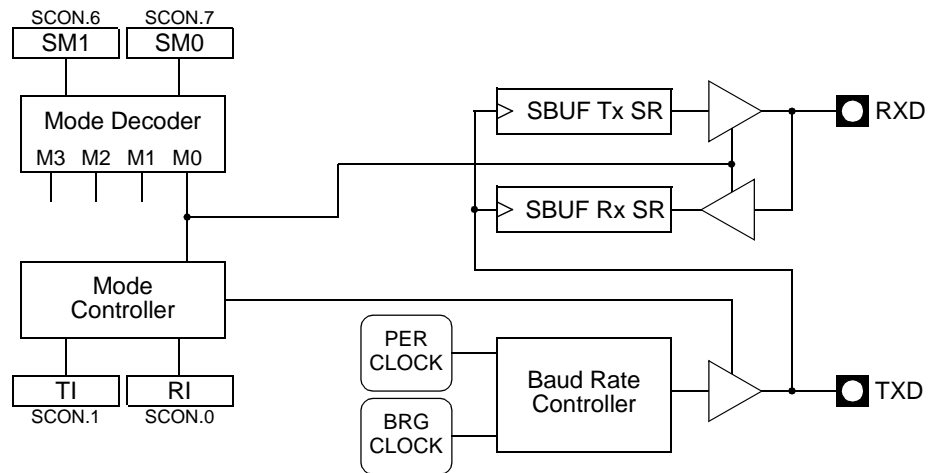 SCON.6 SCON.7
SM1 SM0
Mode Decoder
M3 M2 M1 M0
SBUF Tx SR
RXD
SBUF Rx SR
Mode
Controller
TI RI
SCON.1 SCON.0
PER
CLOCK
BRG
CLOCK
Baud Rate
Controller
TXD